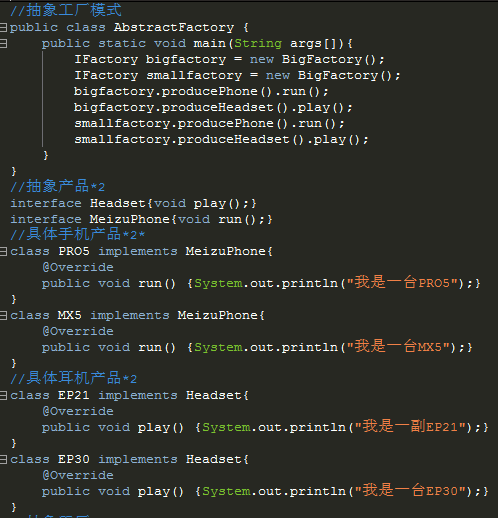 //抽象工厂模式
public class AbstractFactory {
    public static void main(String args[]){
        IFactory bigfactory = new BigFactory();
        IFactory smallfactory = new BigFactory();
        bigfactory.producePhone().run();
        bigfactory.produceHeadset().play();
        smallfactory.producePhone().run();
        smallfactory.produceHeadset().play();
    }
}
//抽象产品*2
interface Headset{void play();}
interface MeizuPhone{void run();}
//具体手机产品*2*
class PRO5 implements MeizuPhone{
    @Override
    public void run() {System.out.println("我是一台PRO5");}
}
class MX5 implements MeizuPhone{
    @Override
    public void run() {System.out.println("我是一台MX5");}
}
//具体耳机产品*2
class EP21 implements Headset{
    @Override
    public void play() {System.out.println("我是一副EP21");}
}
class EP30 implements Headset{
    @Override
    public void play() {System.out.println("我是一台EP30");}
}